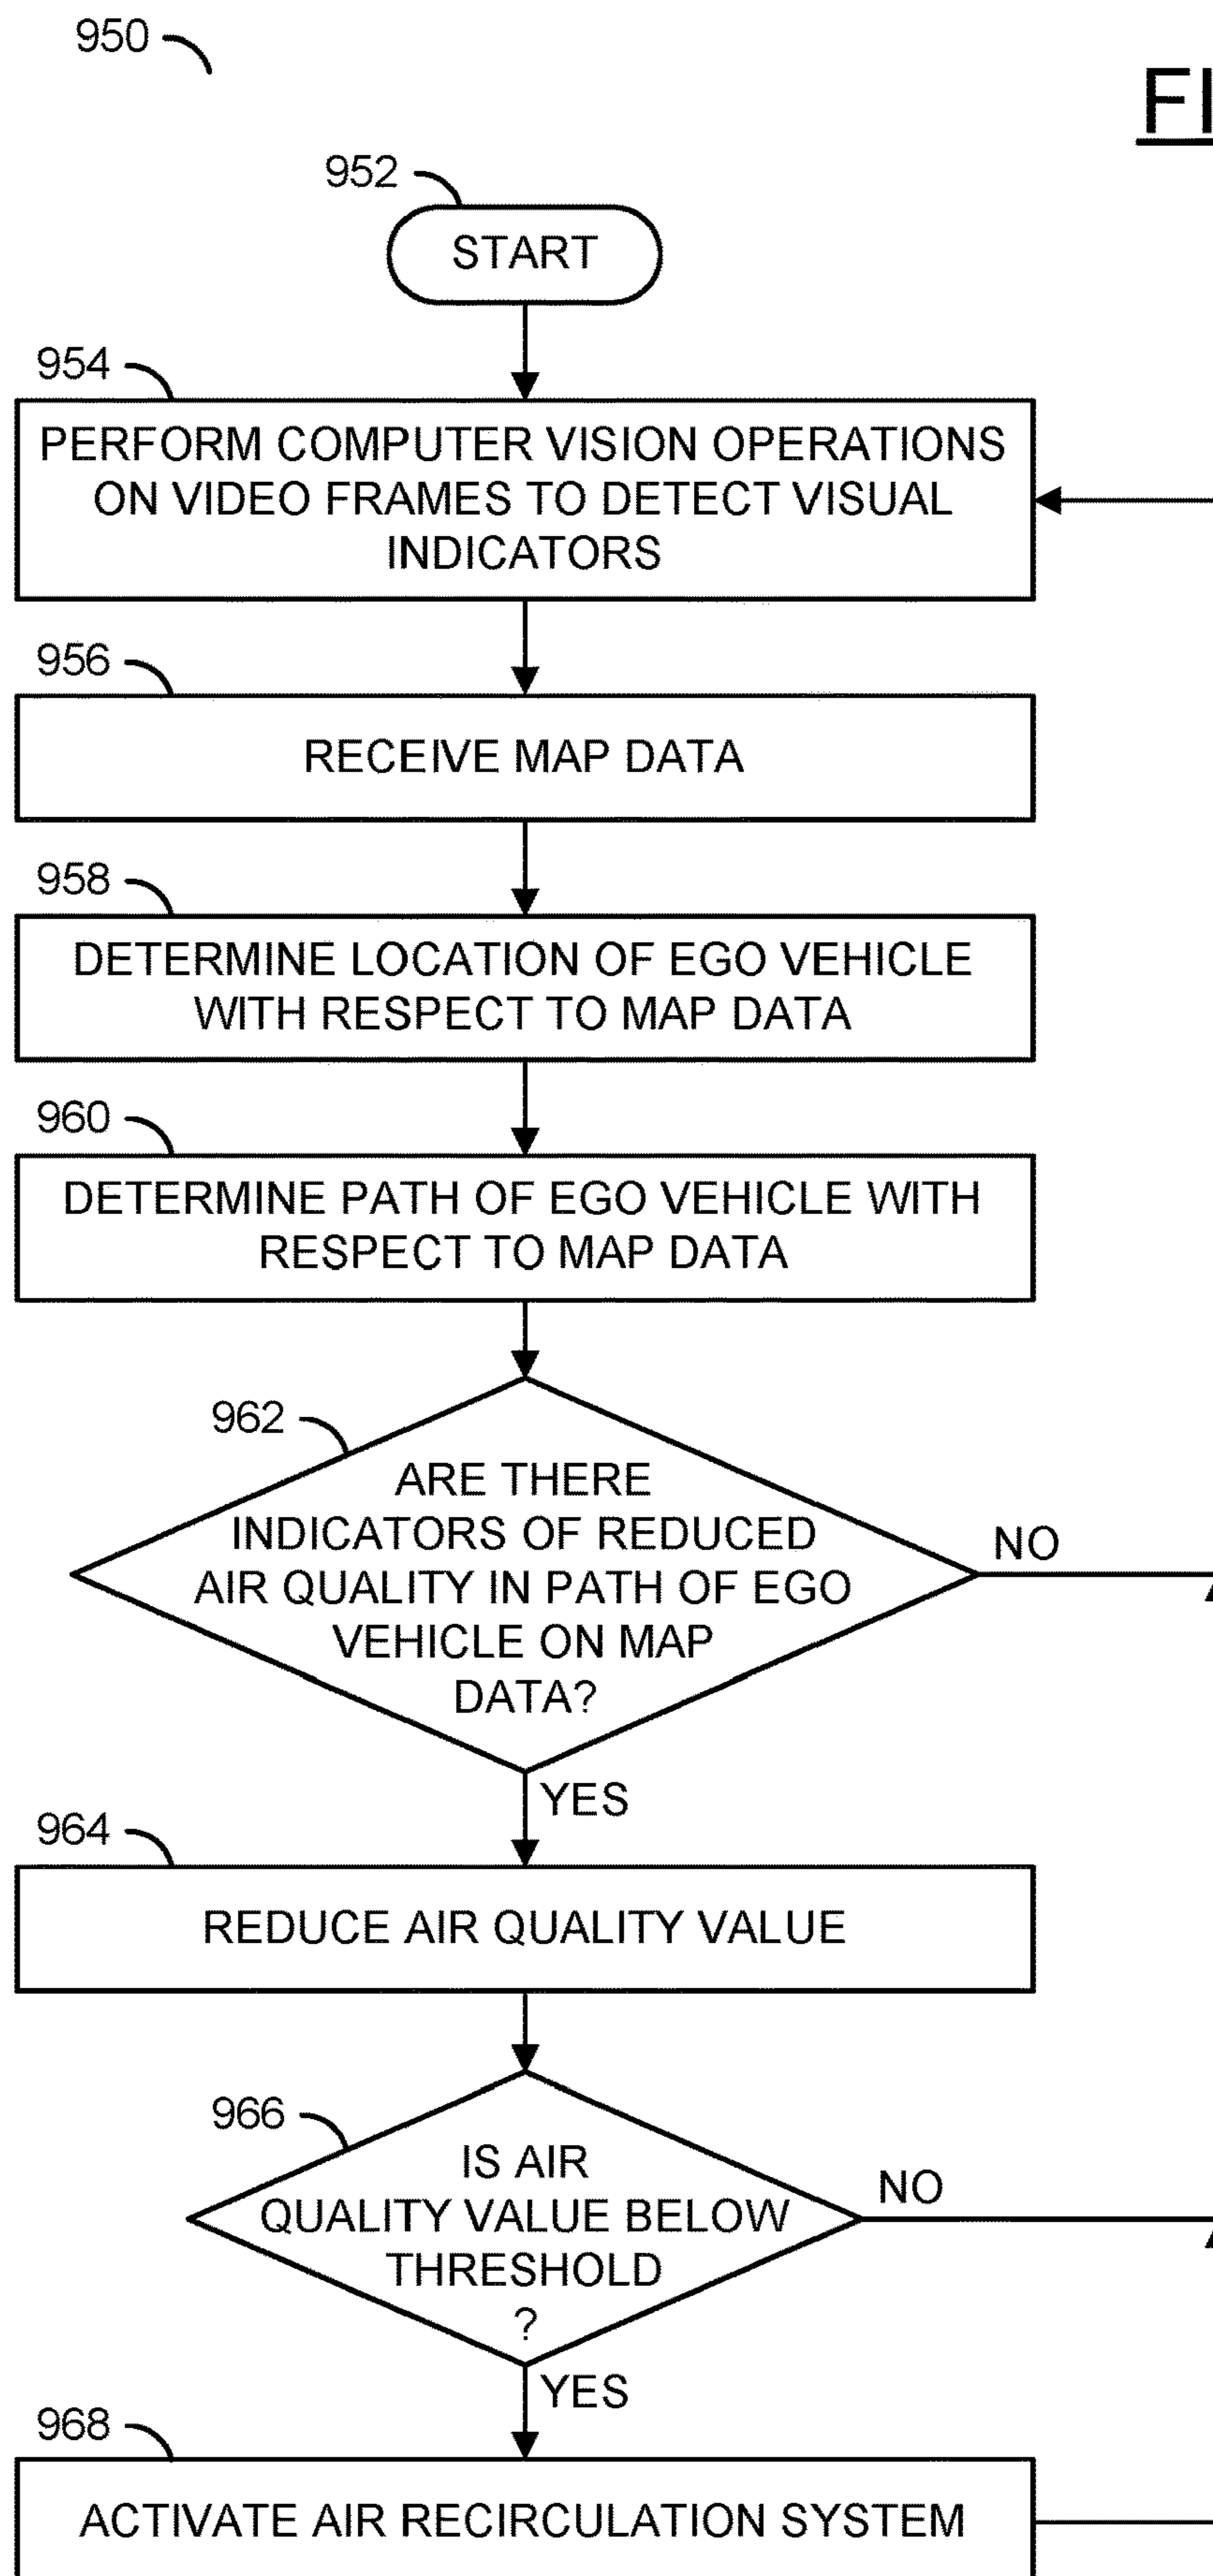 950
FI
952
START
954
PERFORM COMPUTER VISION OPERATIONS
ON VIDEO FRAMES TO DETECT VISUAL
INDICATORS
956
RECEIVE MAP DATA
958
DETERMINE LOCATION OF EGO VEHICLE
WITH RESPECT TO MAP DATA
960
DETERMINE PATH OF EGO VEHICLE WITH
RESPECT TO MAP DATA
962
ARE THERE
INDICATORS OF REDUCED
AIR QUALITY IN PATH OF EGO
VEHICLE ON MAP
DATA?
NO
YES
964
REDUCE AIR QUALITY VALUE
966
IS AIR
QUALITY VALUE BELOW
THRESHOLD
?
NO
YES
968
ACTIVATE AIR RECIRCULATION SYSTEM